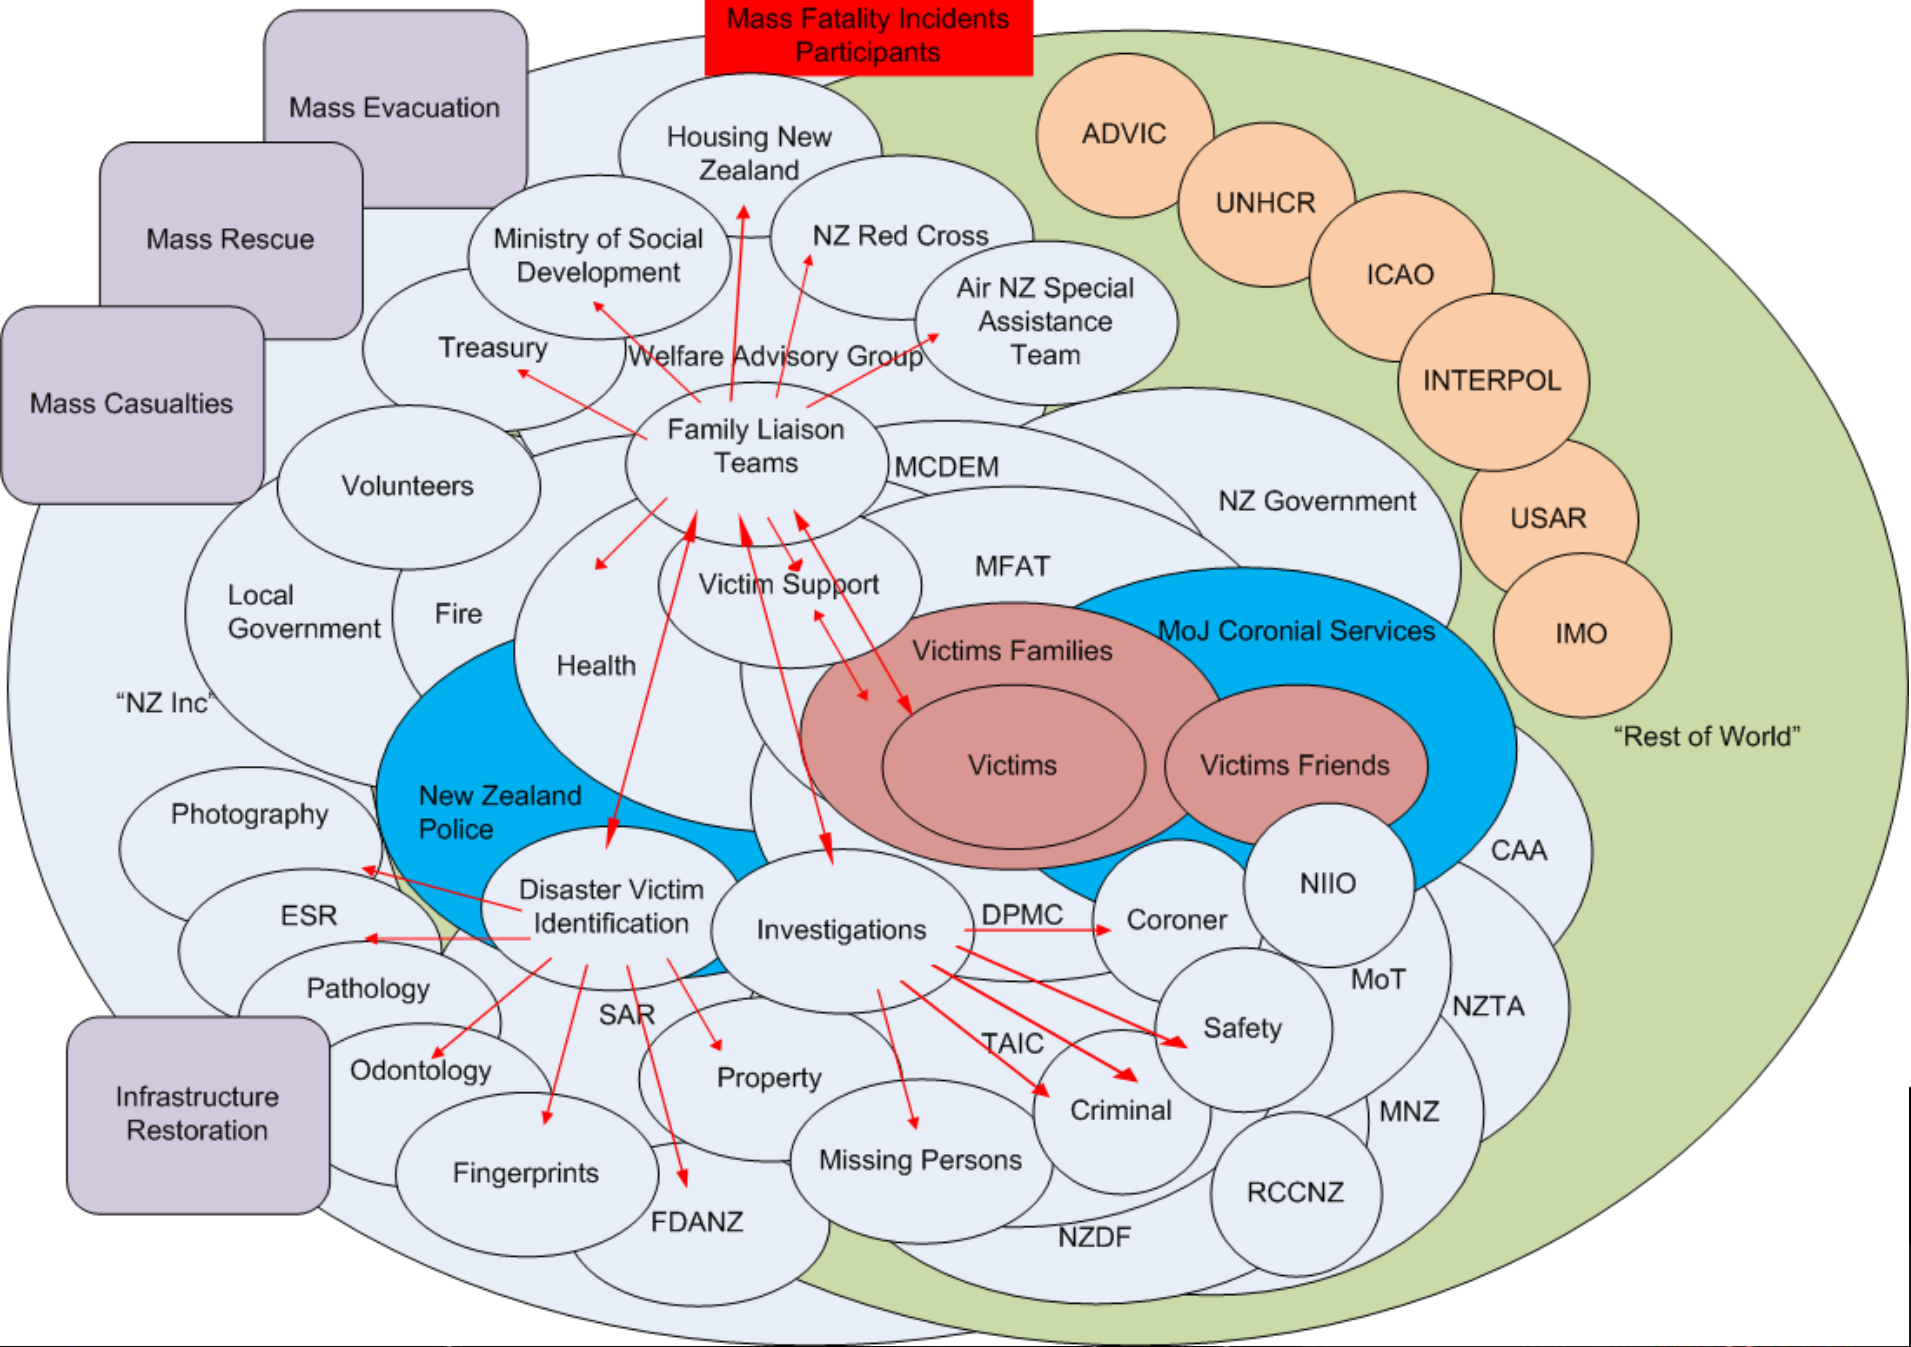 Mass Fatality Incidents
Participants
Mass Evacuation
Mass Rescue
Mass Casualties
Housing New
Zealand
Ministry of Social
Development
NZ Red Cross
Air NZ Special
Assistance
Team
Treasury
Welfare Advisory Group
ADVIC
UNHCR
ICAO
INTERPOL
USAR
IMO
Volunteers
Family Liaison
Teams
MCDEM
NZ Government
MFAT
Victim Support
Local
Government
Fire
Health
"NZ Inc"
Victims Families
MoJ Coronial Services
Victims
Victims Friends
"Rest of World"
New Zealand
Police
Photography
ESR
Pathology
Odontology
Fingerprints
Disaster Victim
Identification
Investigations
DPMC
Coroner
NIIO
CAA
MoT
NZTA
SAR
Property
TAIC
Safety
Criminal
MNZ
Missing Persons
RCCNZ
FDANZ
NZDF
Infrastructure
Restoration